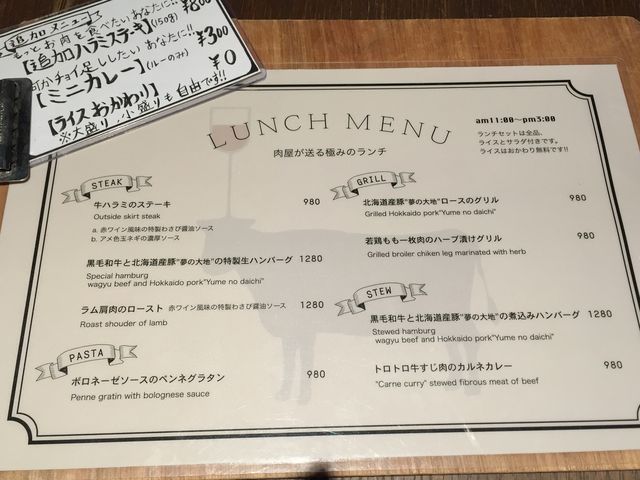 【追加メニュー】
もっとお肉を食べたいあなたに!!
【追加ハラミステーキ】(150g) ¥800
何かチョイ足ししたいあなたに!!
【ミニカレー】(ルーのみ) ¥300
【ライスおかわり】 ¥0
※大盛り、小盛りも自由です!!
LUNCH MENU
肉屋が送る極みのランチ
am11:00〜pm3:00
ランチセットは全品、
ライスとサラダ付きです。
ライスはおかわり無料です!!
STEAK
牛ハラミのステーキ 980
Outside skirt steak
a. 赤ワイン風味の特製わさび醤油ソース
b. アメ色玉ネギの濃厚ソース
黒毛和牛と北海道産豚"夢の大地"の特製生ハンバーグ 1280
Special hamburg
wagyu beef and Hokkaido pork"Yume no daichi"
ラム肩肉のロースト 赤ワイン風味の特製わさび醤油ソース 1280
Roast shouder of lamb
PASTA
ボロネーゼソースのペンネグラタン 980
Penne gratin with bolognese sauce
GRILL
北海道産豚"夢の大地"ロースのグリル 980
Grilled Hokkaido pork"Yume no daichi"
若鶏もも一枚肉のハーブ漬けグリル 980
Grilled broiler chiken leg marinated with herb
STEW
黒毛和牛と北海道産豚"夢の大地"の煮込みハンバーグ 1280
Stewed hamburg
wagyu beef and Hokkaido pork"Yume no daichi"
トロトロ牛すじ肉のカルネカレー 980
"Carne curry" stewed fibrous meat of beef